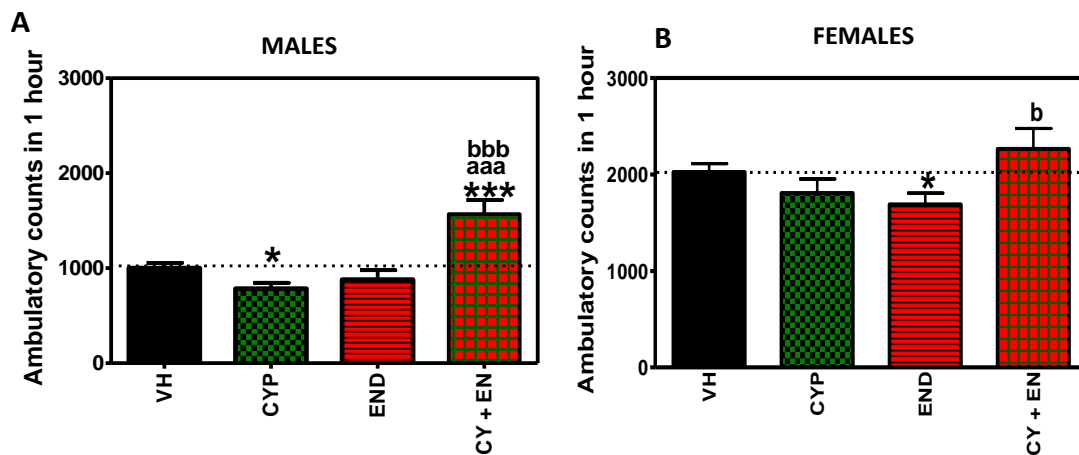 A
MALES
Ambulatory counts in 1 hour
3000
2000
1000
0
*
bbb
aaa
***
VH
CYP
END
CY + EN
B
FEMALES
Ambulatory counts in 1 hour
3000
2000
1000
0
*
b
VH
CYP
END
CY + EN